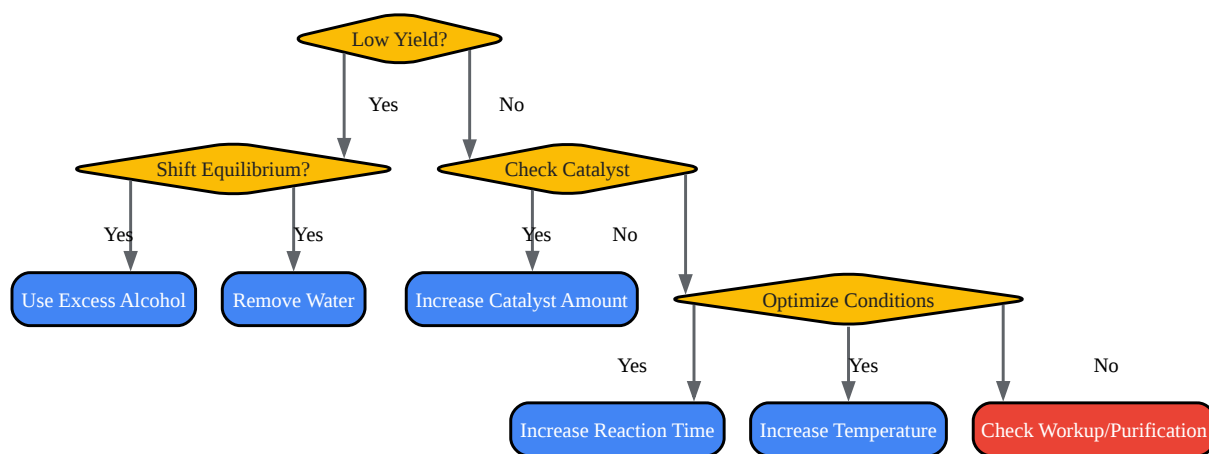 Low Yield?
Yes
No
Shift Equilibrium?
Check Catalyst
Yes
Yes
Yes
No
Use Excess Alcohol
Remove Water
Increase Catalyst Amount
Optimize Conditions
Yes
Yes
No
Increase Reaction Time
Increase Temperature
Check Workup/Purification